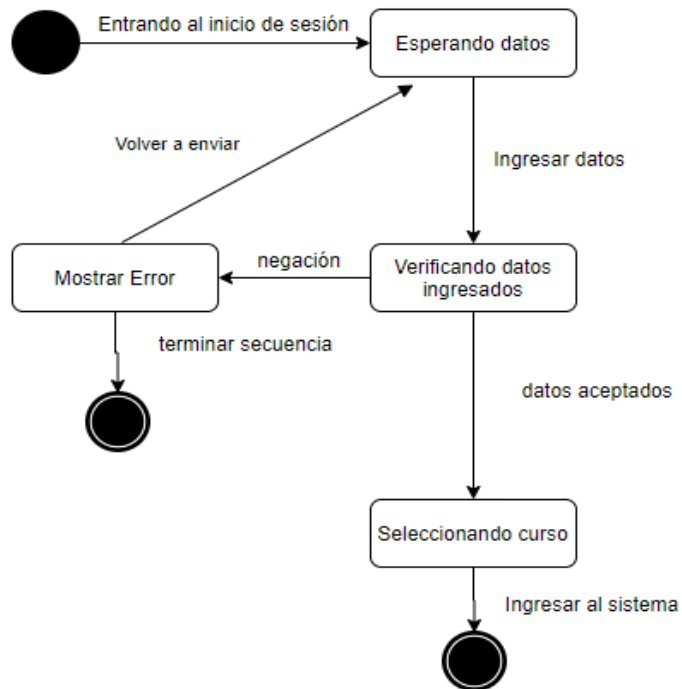 Entrando al inicio de sesión
Esperando datos
Volver a enviar
Ingresar datos
Mostrar Error
negación
Verificando datos
ingresados
terminar secuencia
datos aceptados
Seleccionando curso
Ingresar al sistema